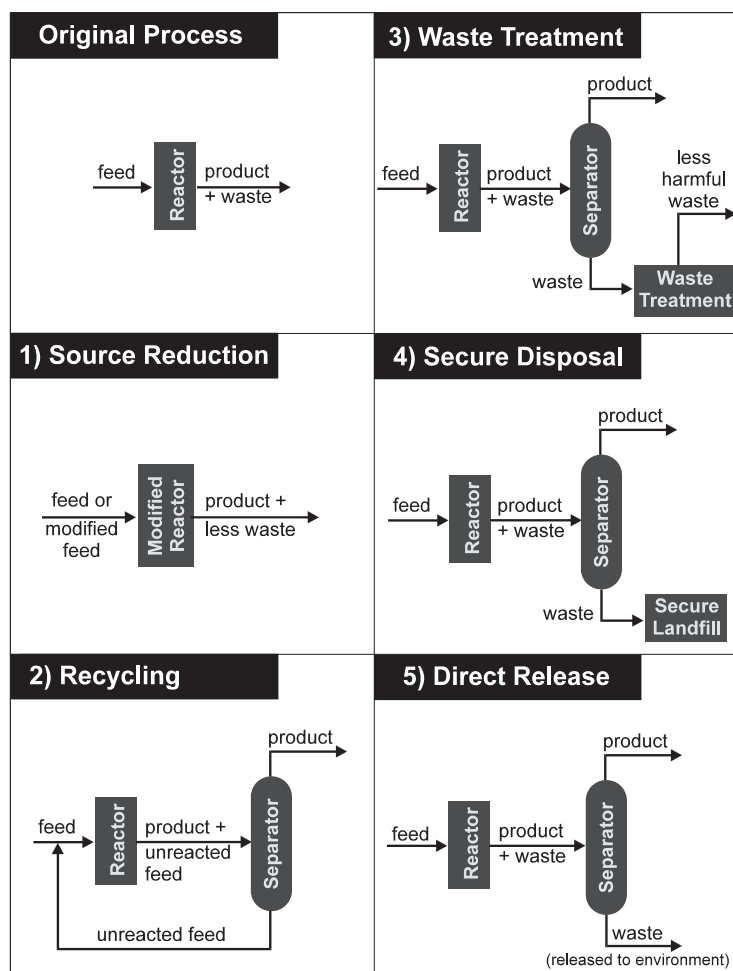 Original Process
feed
Reactor
product
+ waste
1) Source Reduction
feed or
modified
feed
Modified
Reactor
product +
less waste
2) Recycling
feed
Reactor
product +
unreacted
feed
Separator
product
unreacted feed
3) Waste Treatment
feed
Reactor
product
+ waste
Separator
product
waste
Waste
Treatment
less
harmful
waste
4) Secure Disposal
feed
Reactor
product
+ waste
Separator
product
waste
Secure
Landfill
5) Direct Release
feed
Reactor
product
+ waste
Separator
product
waste
(released to environment)